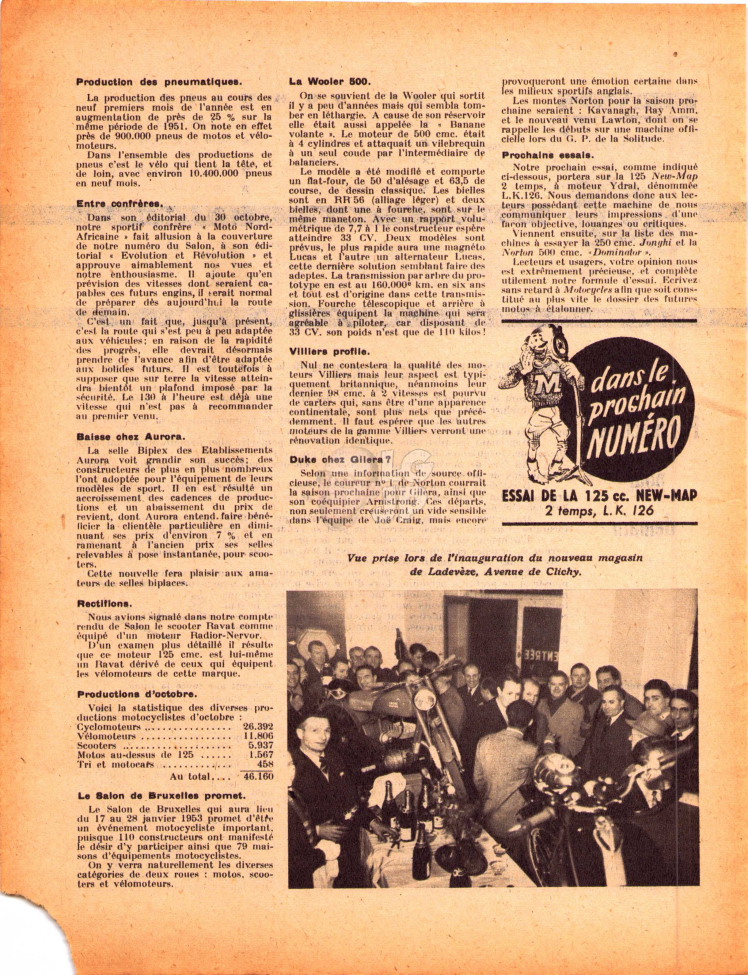 Production des pneumatiques.
La production des pneus au cours des
neuf premiers mois de l'année est en
augmentation de près de 25 % sur la
même période de 1951. On note en effet
près de 900.000 pneus de motos et vélo-
moteurs.
Dans l'ensemble des productions de
pneus c'est le vélo qui tient la tête, et
de loin, avec environ 10.400.000 pneus
en neuf mois.
Entre confrères.
Dans son éditorial du 30 octobre,
notre sportif confrère « Moto Nord-
Africaine » fait allusion à la couverture
de notre numéro du Salon, à son édi-
torial « Evolution et Révolution » et
approuve aimablement nos vues et
notre enthousiasme. Il ajoute qu'en
prévision des vitesses dont seraient ca-
pables ces futurs engins, il serait normal
de préparer dès aujourd'hui la route
de demain.
C'est un fait que, jusqu'à présent,
c'est la route qui s'est peu à peu adaptée
aux véhicules; en raison de la rapidité
des progrès, elle devrait désormais
prendre de l'avance afin d'être adaptée
aux bolides futurs. Il est toutefois à
supposer que sur terre la vitesse attein-
dra bientôt un plafond imposé par la
sécurité. Le 130 à l'heure est déjà une
vitesse qui n'est pas à recommander
au premier venu.
Baisse chez Aurora.
La selle Biplex des Etablissements
Aurora voit grandir son succès; des
constructeurs de plus en plus nombreux
l'ont adoptée pour l'équipement de leurs
modèles de sport. Il en est résulté un
accroissement des cadences de produc-
tions et un abaissement du prix de
revient, dont Aurora entend faire béné-
ficier la clientèle particulière en dimi-
nuant ses prix d'environ 7 % et en
ramenant à l'ancien prix ses selles
relevables à pose instantanée, pour scoo-
ters.
Cette nouvelle fera plaisir aux ama-
teurs de selles biplaces.
Rectifions.
Nous avions signalé dans notre compte
rendu de Salon le scooter Ravat comme
équipé d'un moteur Radior-Nervor.
D'un examen plus détaillé il résulte
que ce moteur 125 cmc. est lui-même
un Ravat dérivé de ceux qui équipent
les vélomoteurs de cette marque.
Productions d'octobre.
Voici la statistique des diverses pro-
ductions motocyclistes d'octobre :
Cyclomoteurs ................ 26.392
Vélomoteurs ................ 11.806
Scooters .................... 5.937
Motos au-dessus de 125 ...... 1.567
Tri et motocars ............. 458
Au total.... 46.160
Le Salon de Bruxelles promet.
Le Salon de Bruxelles qui aura lieu
du 17 au 28 janvier 1953 promet d'être
un événement motocycliste important,
puisque 110 constructeurs ont manifesté
le désir d'y participer ainsi que 79 mai-
sons d'équipements motocyclistes.
On y verra naturellement les diverses
catégories de deux roues : motos, scoo-
ters et vélomoteurs.
La Wooler 500.
On se souvient de la Wooler qui sortit
il y a peu d'années mais qui sembla tom-
ber en léthargie. A cause de son réservoir
elle était aussi appelée la « Banane
volante ». Le moteur de 500 cmc. était
à 4 cylindres et attaquait un vilebrequin
à un seul coude par l'intermédiaire de
balanciers.
Le modèle a été modifié et comporte
un flat-four, de 50 d'alésage et 63,5 de
course, de dessin classique. Les bielles
sont en RR 56 (alliage léger) et deux
bielles, dont une à fourche, sont sur le
même maneton. Avec un rapport volu-
métrique de 7,7 à 1 le constructeur espère
atteindre 33 CV. Deux modèles sont
prévus, le plus rapide aura une magnéto
Lucas et l'autre un alternateur Lucas,
cette dernière solution semblant faire des
adeptes. La transmission par arbre du pro-
totype en est au 160.000e km. en six ans
et tout est d'origine dans cette transmis-
sion. Fourche télescopique et arrière à
glissières équipent la machine qui sera
agréable à piloter, car disposant de
33 CV. son poids n'est que de 110 kilos!
Villiers profile.
Nul ne contestera la qualité des mo-
teurs Villiers mais leur aspect est typi-
quement britannique, néanmoins leur
dernier 98 cmc. à 2 vitesses est pourvu
de carters qui, sans être d'une apparence
continentale, sont plus nets que précé-
demment. Il faut espérer que les autres
moteurs de la gamme Villiers verront une
rénovation identique.
Duke chez Gilera?
Selon une information de source offi-
cieuse, le coureur nº 1 de Norton courrait
la saison prochaine pour Giléra, ainsi que
son coéquipier Armstrong. Ces départs,
non seulement creuseront un vide sensible
dans l'équipe de Joë Craig, mais encore
provoqueront une émotion certaine dans
les milieux sportifs anglais.
Les montes Norton pour la saison pro-
chaine seraient : Kavanagh, Ray Amm,
et le nouveau venu Lawton, dont on se
rappelle les débuts sur une machine offi-
cielle lors du G. P. de la Solitude.
Prochains essais.
Notre prochain essai, comme indiqué
ci-dessous, portera sur la 125 New-Map
2 temps, à moteur Ydral, dénommée
L.K.126. Nous demandons donc aux lec-
teurs possédant cette machine de nous
communiquer leurs impressions d'une
façon objective, louanges ou critiques.
Viennent ensuite, sur la liste des ma-
chines à essayer la 250 cmc. Jonghi et la
Norton 500 cmc. «Dominator».
Lecteurs et usagers, votre opinion nous
est extrêmement précieuse, et complète
utilement notre formule d'essai. Ecrivez
sans retard à Motocycles afin que soit cons-
titué au plus vite le dossier des futures
motos à étalonner.
M
dans le
prochain
NUMÉRO
ESSAI DE LA 125 cc. NEW-MAP
2 temps, L. K. 126
Vue prise lors de l'inauguration du nouveau magasin
de Ladevèze, Avenue de Clichy.
ENTRÉE